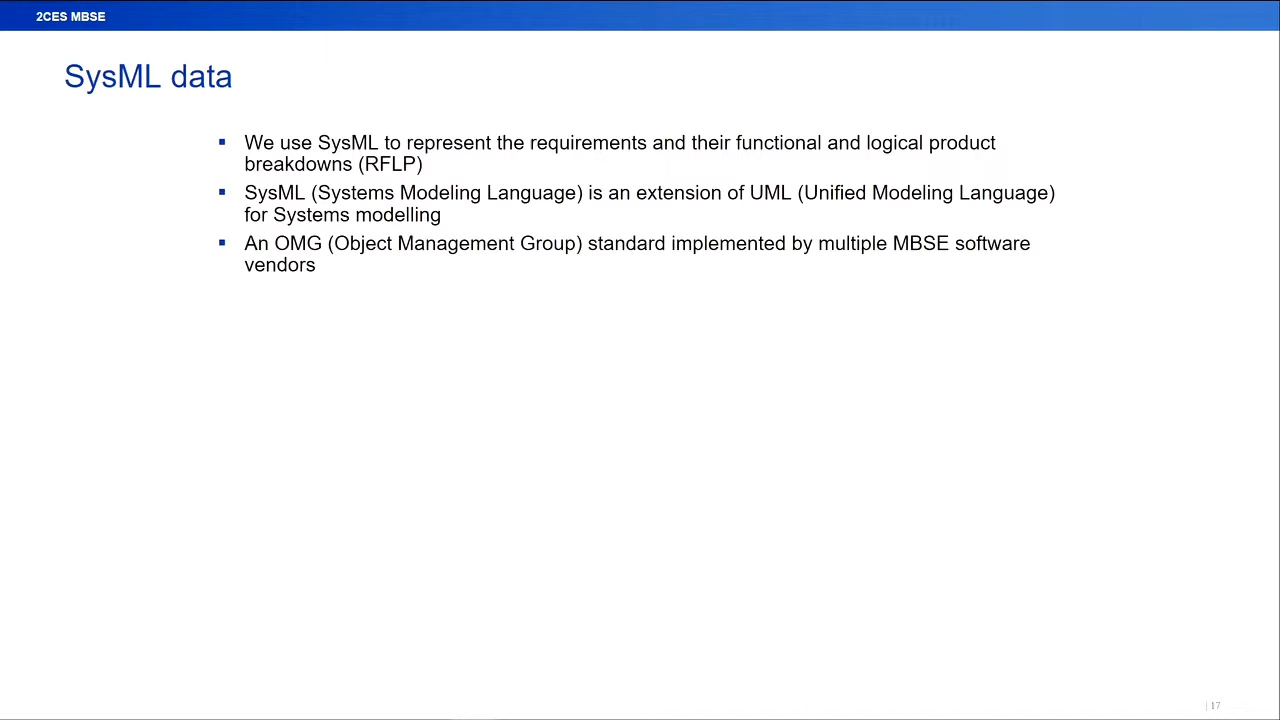 2CES MBSE
SysML data
▪ We use SysML to represent the requirements and their functional and logical product
breakdowns (RFLP)
▪ SysML (Systems Modeling Language) is an extension of UML (Unified Modeling Language)
for Systems modelling
▪ An OMG (Object Management Group) standard implemented by multiple MBSE software
vendors
| 17